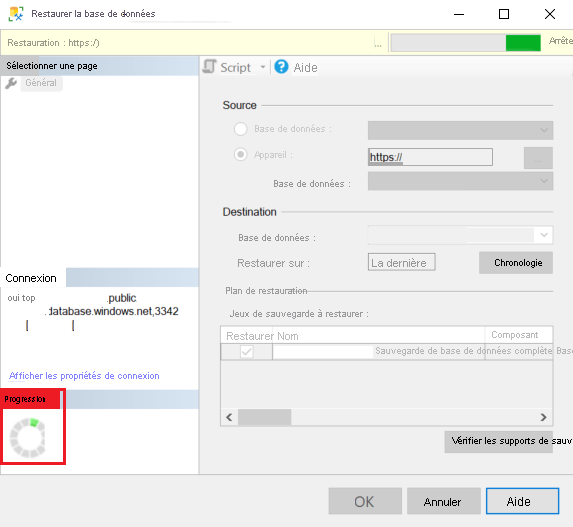 Restaurer la base de données
Restauration : https:/)
...
Arrête
Sélectionner une page
Script
Aide
Général
Source
Base de données :
Appareil :
https://
...
Base de données :
Destination
Base de données :
Restaurer sur :
La dernière
Chronologie
Plan de restauration
Jeux de sauvegarde à restaurer :
Restaurer Nom
Composant
Sauvegarde de base de données complète Base
Connexion
oui top
.public
.database.windows.net,3342
Afficher les propriétés de connexion
Progression
Vérifier les supports de sauv
OK
Annuler
Aide